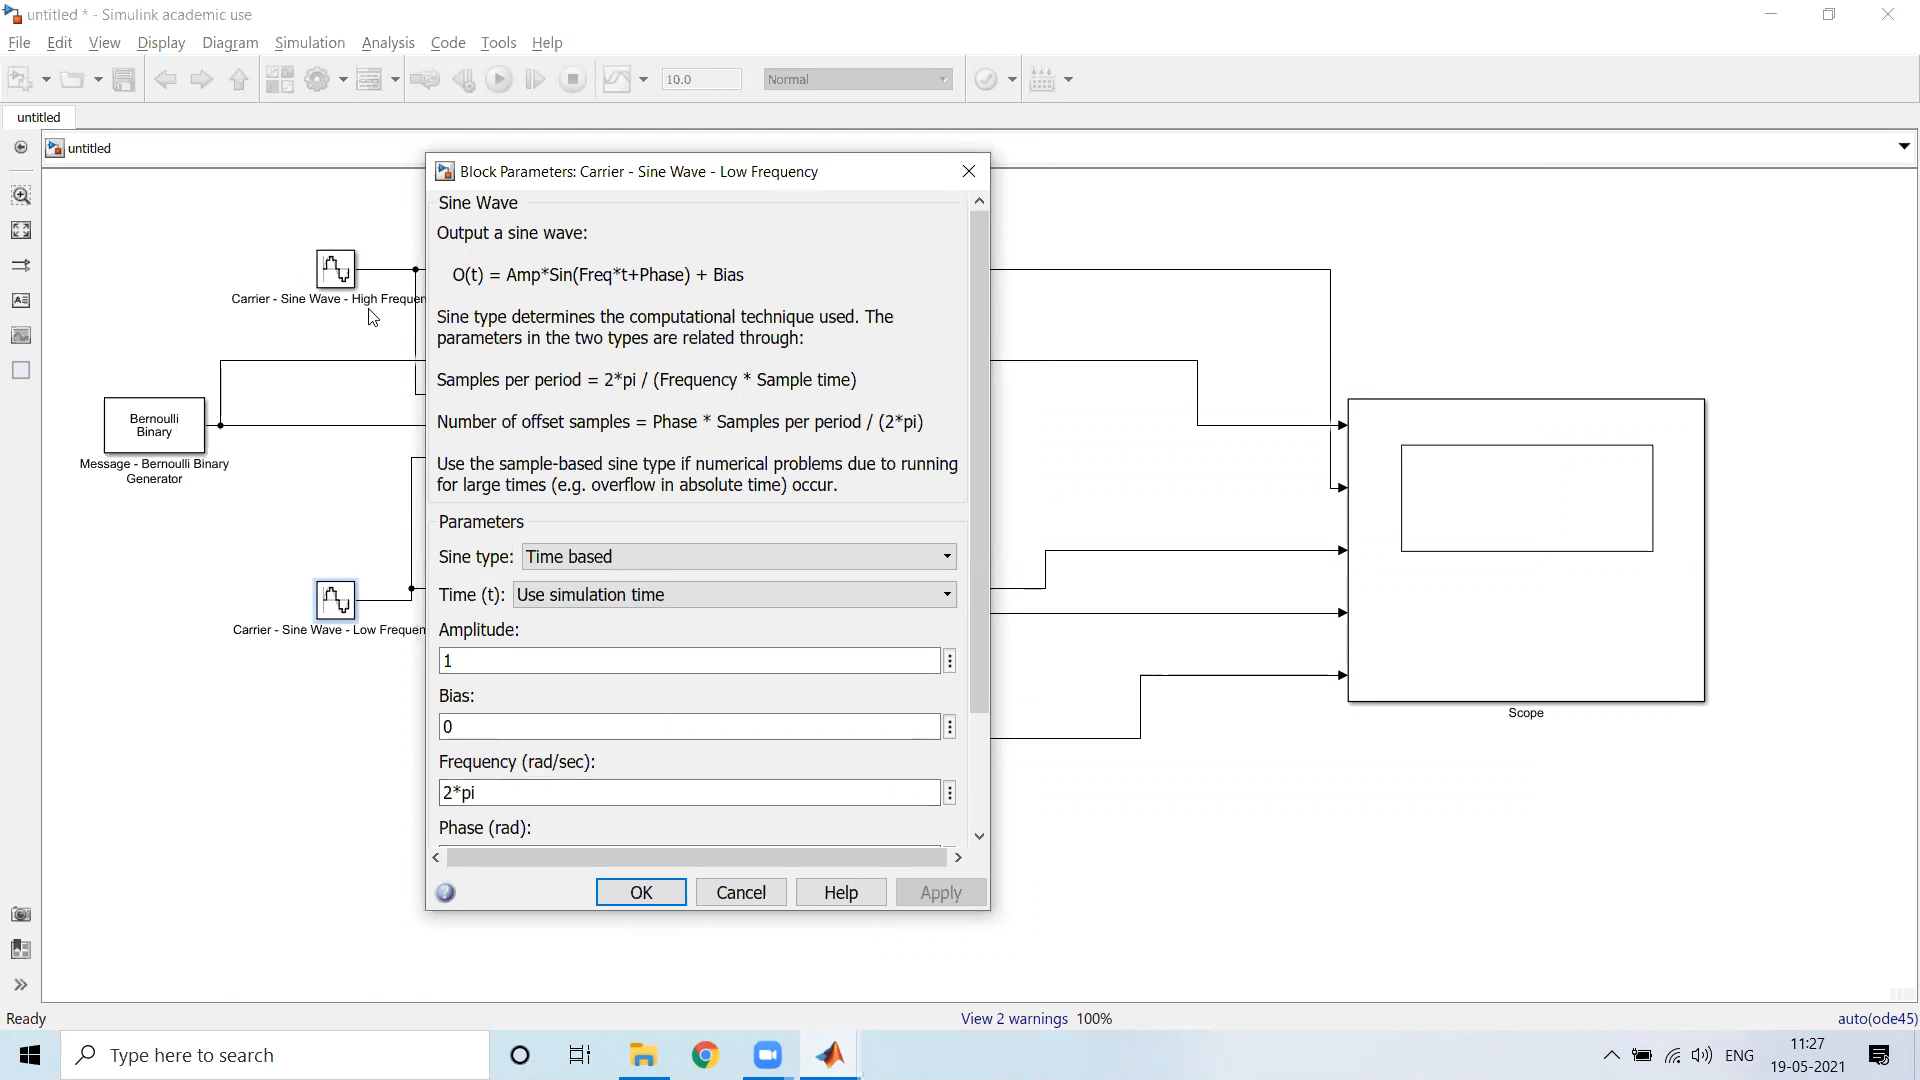 untitled * - Simulink academic use
File Edit View Display Diagram Simulation Analysis Code Tools Help
10.0 Normal
untitled
untitled
Block Parameters: Carrier - Sine Wave - Low Frequency
Sine Wave
Output a sine wave:
O(t) = Amp*Sin(Freq*t+Phase) + Bias
Sine type determines the computational technique used. The
parameters in the two types are related through:
Samples per period = 2*pi / (Frequency * Sample time)
Number of offset samples = Phase * Samples per period / (2*pi)
Use the sample-based sine type if numerical problems due to running
for large times (e.g. overflow in absolute time) occur.
Parameters
Sine type: Time based
Time (t): Use simulation time
Amplitude:
1
Bias:
0
Frequency (rad/sec):
2*pi
Phase (rad):
OK Cancel Help Apply
Carrier - Sine Wave - High Frequen
Bernoulli
Binary
Message - Bernoulli Binary
Generator
Carrier - Sine Wave - Low Frequen
Scope
Ready View 2 warnings 100% auto(ode45)
Type here to search
ENG
11:27
19-05-2021